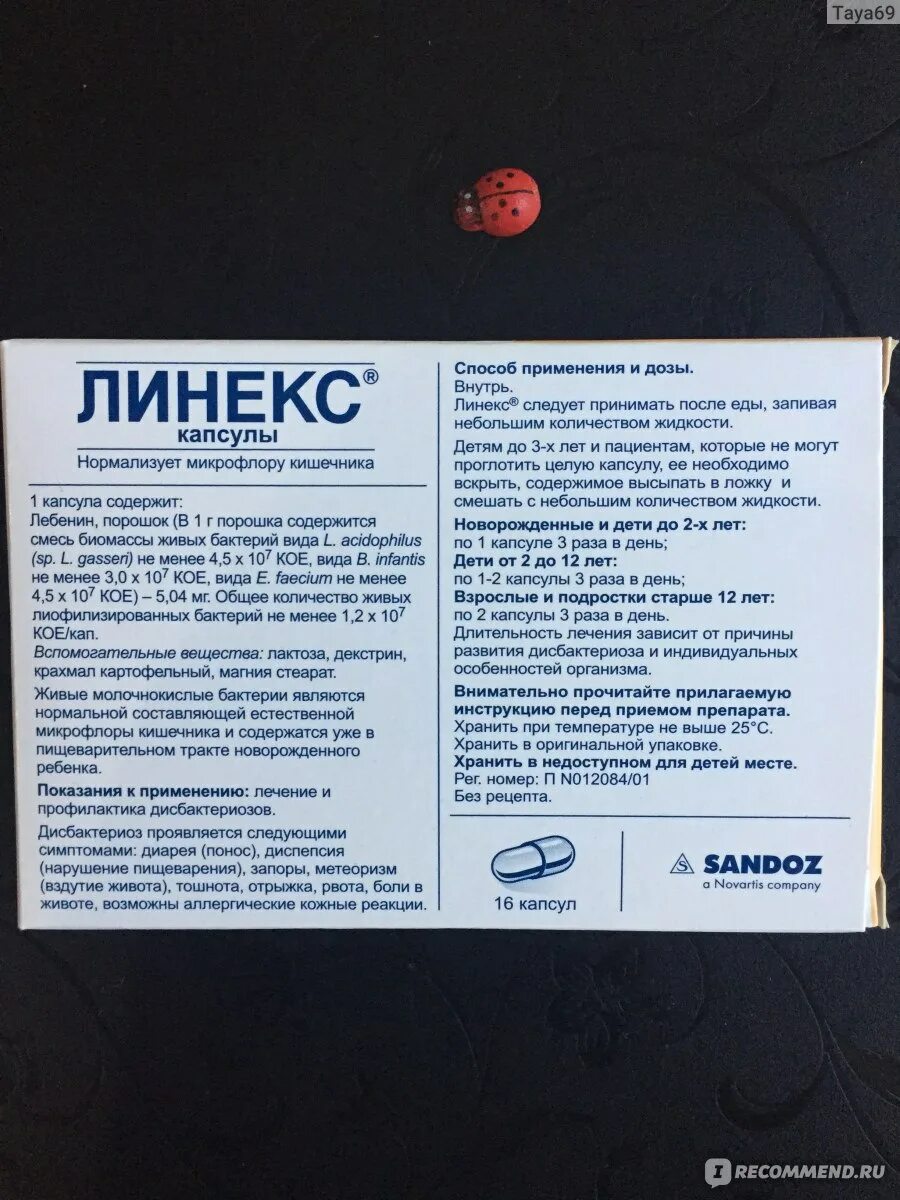 Taya69
ЛИНЕКС®
капсулы
Нормализует микрофлору кишечника
1 капсула содержит:
Лебенин, порошок (В 1 г порошка содержится
смесь биомассы живых бактерий вида L. acidophilus
(sp. L. gasseri) не менее 4,5 x 10⁷ КОЕ, вида B. infantis
не менее 3,0 x 10⁷ КОЕ, вида E. faecium не менее
4,5 x 10⁷ КОЕ) – 5,04 мг. Общее количество живых
лиофилизированных бактерий не менее 1,2 x 10⁷
КОЕ/кап.
Вспомогательные вещества: лактоза, декстрин,
крахмал картофельный, магния стеарат.
Живые молочнокислые бактерии являются
нормальной составляющей естественной
микрофлоры кишечника и содержатся уже в
пищеварительном тракте новорожденного
ребенка.
Показания к применению: лечение и
профилактика дисбактериозов.
Дисбактериоз проявляется следующими
симптомами: диарея (понос), диспепсия
(нарушение пищеварения), запоры, метеоризм
(вздутие живота), тошнота, отрыжка, рвота, боли в
животе, возможны аллергические кожные реакции.
Способ применения и дозы.
Внутрь.
Линекс® следует принимать после еды, запивая
небольшим количеством жидкости.
Детям до 3-х лет и пациентам, которые не могут
проглотить целую капсулу, ее необходимо
вскрыть, содержимое высыпать в ложку и
смешать с небольшим количеством жидкости.
Новорожденные и дети до 2-х лет:
по 1 капсуле 3 раза в день;
Дети от 2 до 12 лет:
по 1-2 капсулы 3 раза в день;
Взрослые и подростки старше 12 лет:
по 2 капсулы 3 раза в день.
Длительность лечения зависит от причины
развития дисбактериоза и индивидуальных
особенностей организма.
Внимательно прочитайте прилагаемую
инструкцию перед приемом препарата.
Хранить при температуре не выше 25°C.
Хранить в оригинальной упаковке.
Хранить в недоступном для детей месте.
Рег. номер: П N012084/01
Без рецепта.
16 капсул
S SANDOZ
a Novartis company
IRECOMMEND.RU